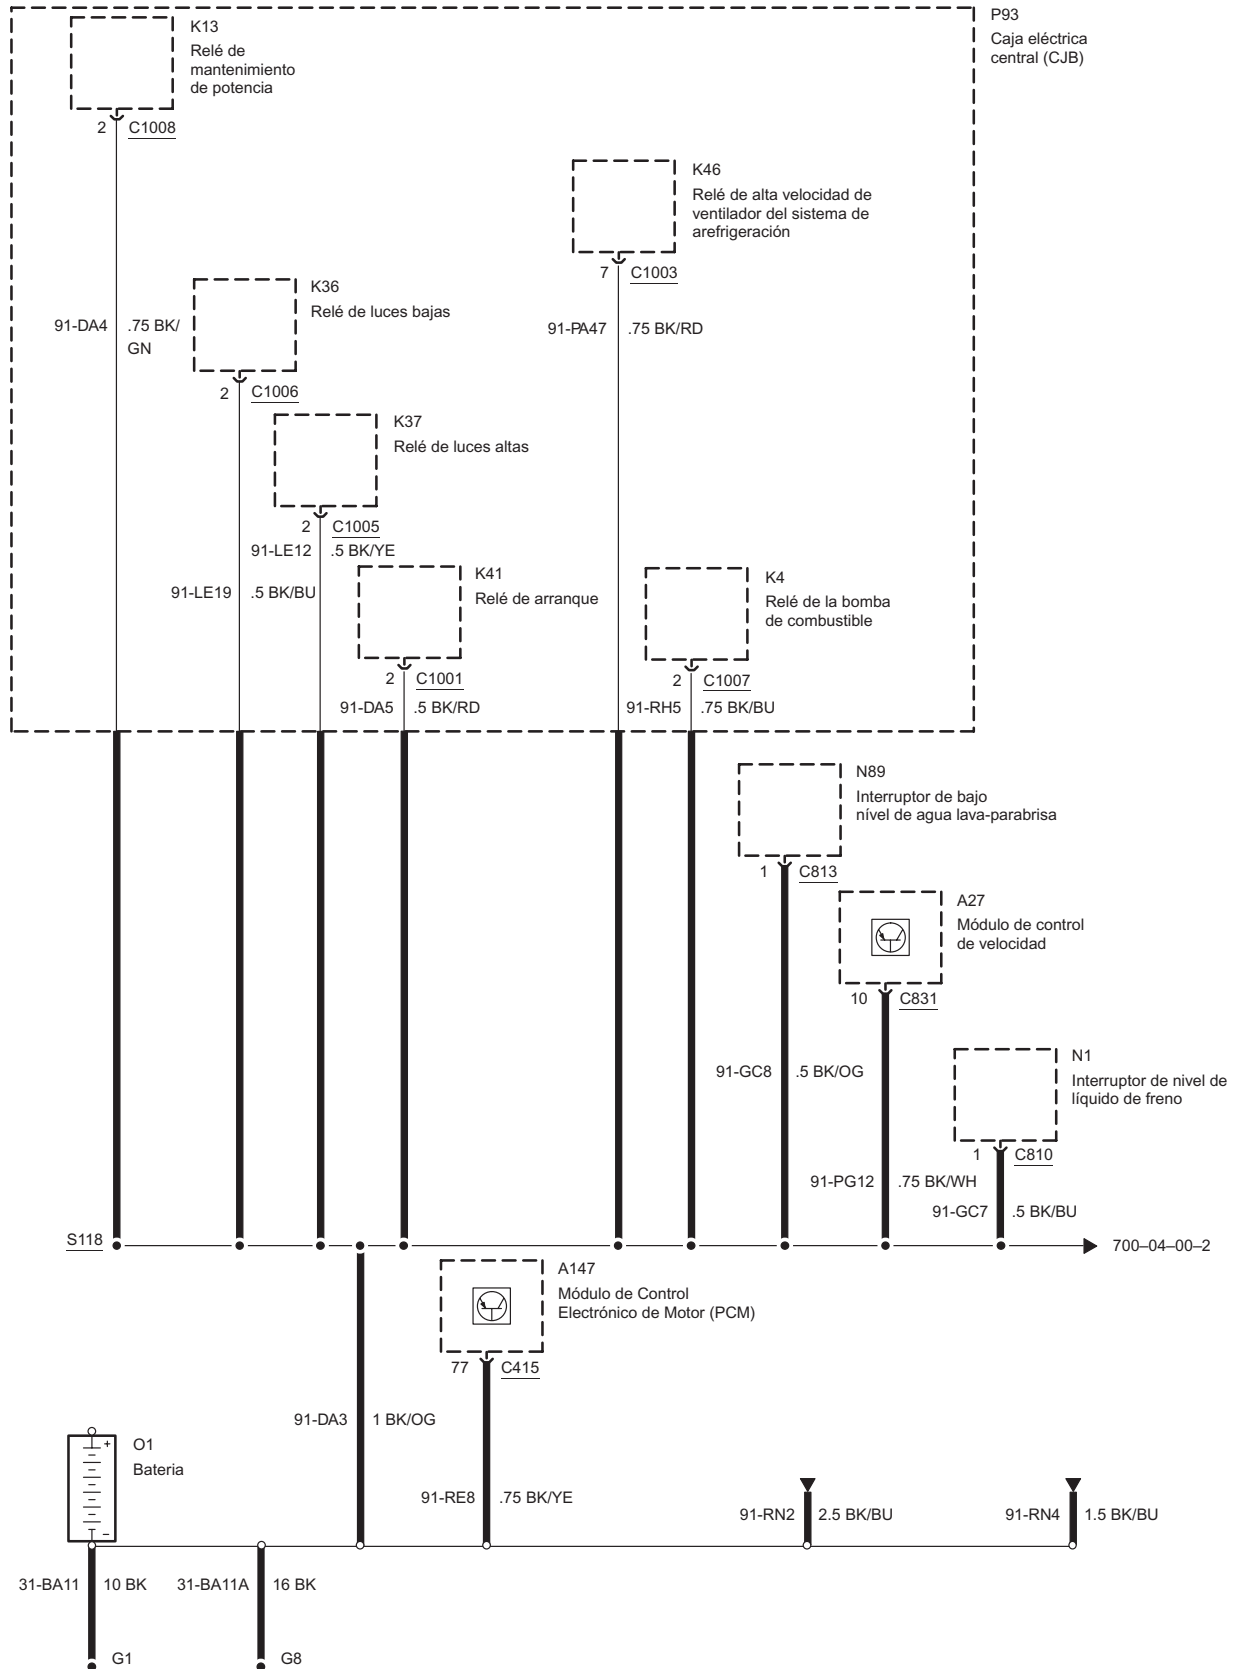 P93
Caja eléctrica
central (CJB)
K13
Relé de
mantenimiento
de potencia
2 C1008
K46
Relé de alta velocidad de
ventilador del sistema de
arefrigeración
7 C1003
K36
Relé de luces bajas
91-DA4 .75 BK/
GN
91-PA47 .75 BK/RD
2 C1006
K37
Relé de luces altas
2 C1005
91-LE12 .5 BK/YE
K41
Relé de arranque
K4
Relé de la bomba
de combustible
91-LE19 .5 BK/BU
2 C1001
2 C1007
91-DA5 .5 BK/RD
91-RH5 .75 BK/BU
N89
Interruptor de bajo
nível de agua lava-parabrisa
1 C813
A27
Módulo de control
de velocidad
10 C831
N1
Interruptor de nivel de
líquido de freno
91-GC8 .5 BK/OG
1 C810
91-PG12 .75 BK/WH
91-GC7 .5 BK/BU
S118
700–04–00–2
A147
Módulo de Control
Electrónico de Motor (PCM)
77 C415
91-DA3 1 BK/OG
+
O1
Bateria
–
91-RE8 .75 BK/YE
91-RN2 2.5 BK/BU
91-RN4 1.5 BK/BU
31-BA11 10 BK
31-BA11A 16 BK
G1
G8